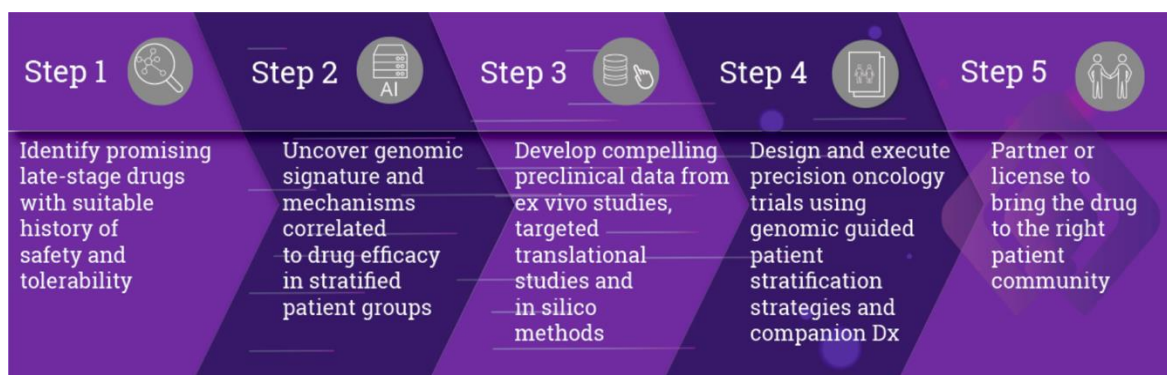 Step 1
Identify promising
late-stage drugs
with suitable
history of
safety and
tolerability
Step 2
AI
Uncover genomic
signature and
mechanisms
correlated
to drug efficacy
in stratified
patient groups
Step 3
Develop compelling
preclinical data from
ex vivo studies,
targeted
translational
studies and
in silico
methods
Step 4
Design and execute
precision oncology
trials using
genomic guided
patient
stratification
strategies and
companion Dx
Step 5
Partner or
license to
bring the drug
to the right
patient
community